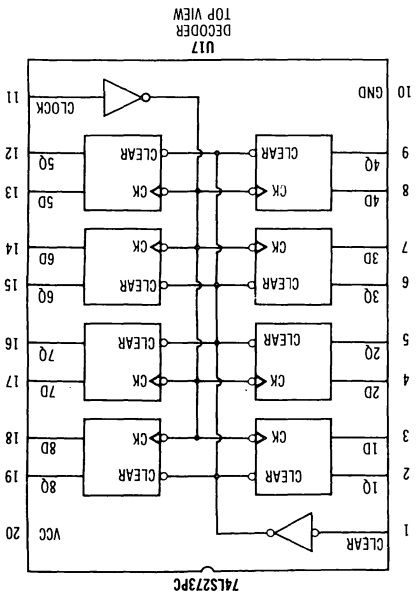 74LS273PC
1 CLEAR VCC 20
2 1Q CLEAR CLEAR 8Q 19
3 1D CK CK 8D 18
4 2D CK CK 7D 17
5 2Q CLEAR CLEAR 7Q 16
6 3Q CLEAR CLEAR 6Q 15
7 3D CK CK 6D 14
8 4D CK CK 5D 13
9 4Q CLEAR CLEAR 5Q 12
10 GND CLOCK 11
U17
DECODER
TOP VIEW